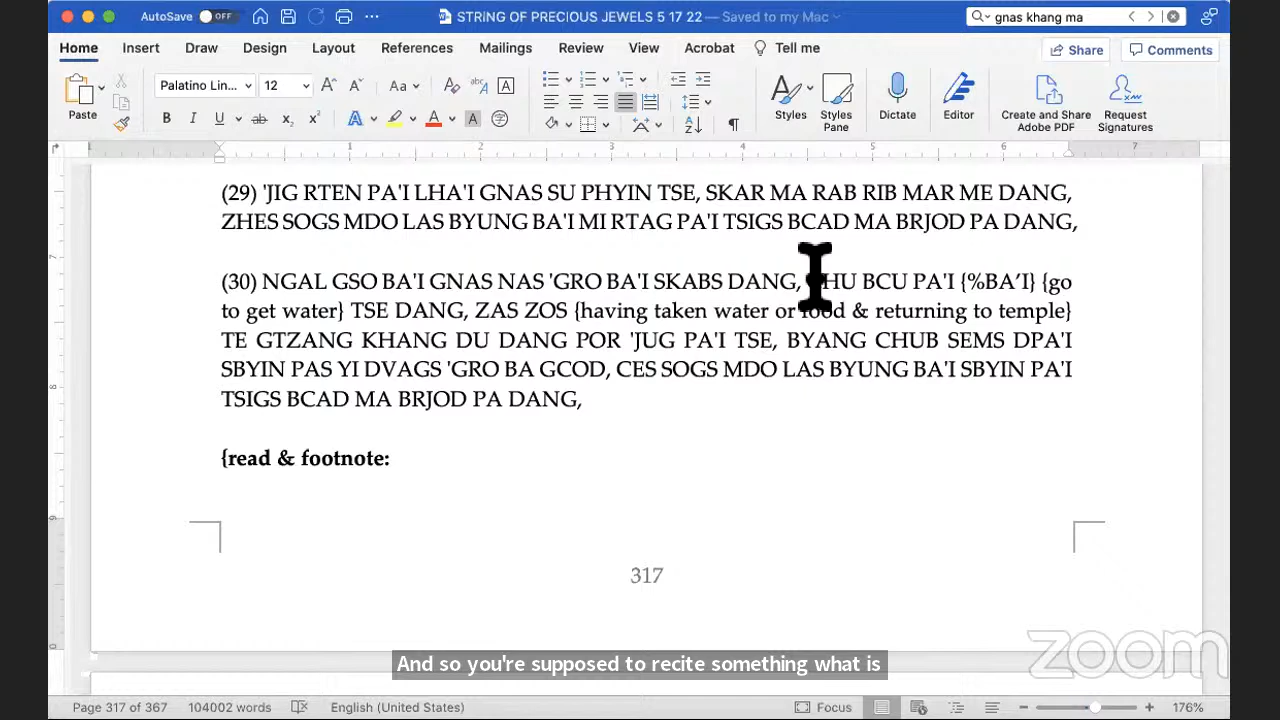 AutoSave OFF STRING OF PRECIOUS JEWELS 5 17 22 — Saved to my Mac gnas khang ma
Home Insert Draw Design Layout References Mailings Review View Acrobat Tell me Share Comments
Paste Palatino Lin... 12 Styles Styles Pane Dictate Editor Create and Share Adobe PDF Request Signatures
1 2 3 4 5 6 7
(29) 'JIG RTEN PA'I LHA'I GNAS SU PHYIN TSE, SKAR MA RAB RIB MAR ME DANG,
ZHES SOGS MDO LAS BYUNG BA'I MI RTAG PA'I TSIGS BCAD MA BRJOD PA DANG,
(30) NGAL GSO BA'I GNAS NAS 'GRO BA'I SKABS DANG, HU BCU PA'I {%BA'I} {go
to get water} TSE DANG, ZAS ZOS {having taken water or food & returning to temple}
TE GTZANG KHANG DU DANG POR 'JUG PA'I TSE, BYANG CHUB SEMS DPA'I
SBYIN PAS YI DVAGS 'GRO BA GCOD, CES SOGS MDO LAS BYUNG BA'I SBYIN PA'I
TSIGS BCAD MA BRJOD PA DANG,
{read & footnote:
317
zoom
And so you're supposed to recite something what is
Page 317 of 367 104002 words English (United States) Focus 176%